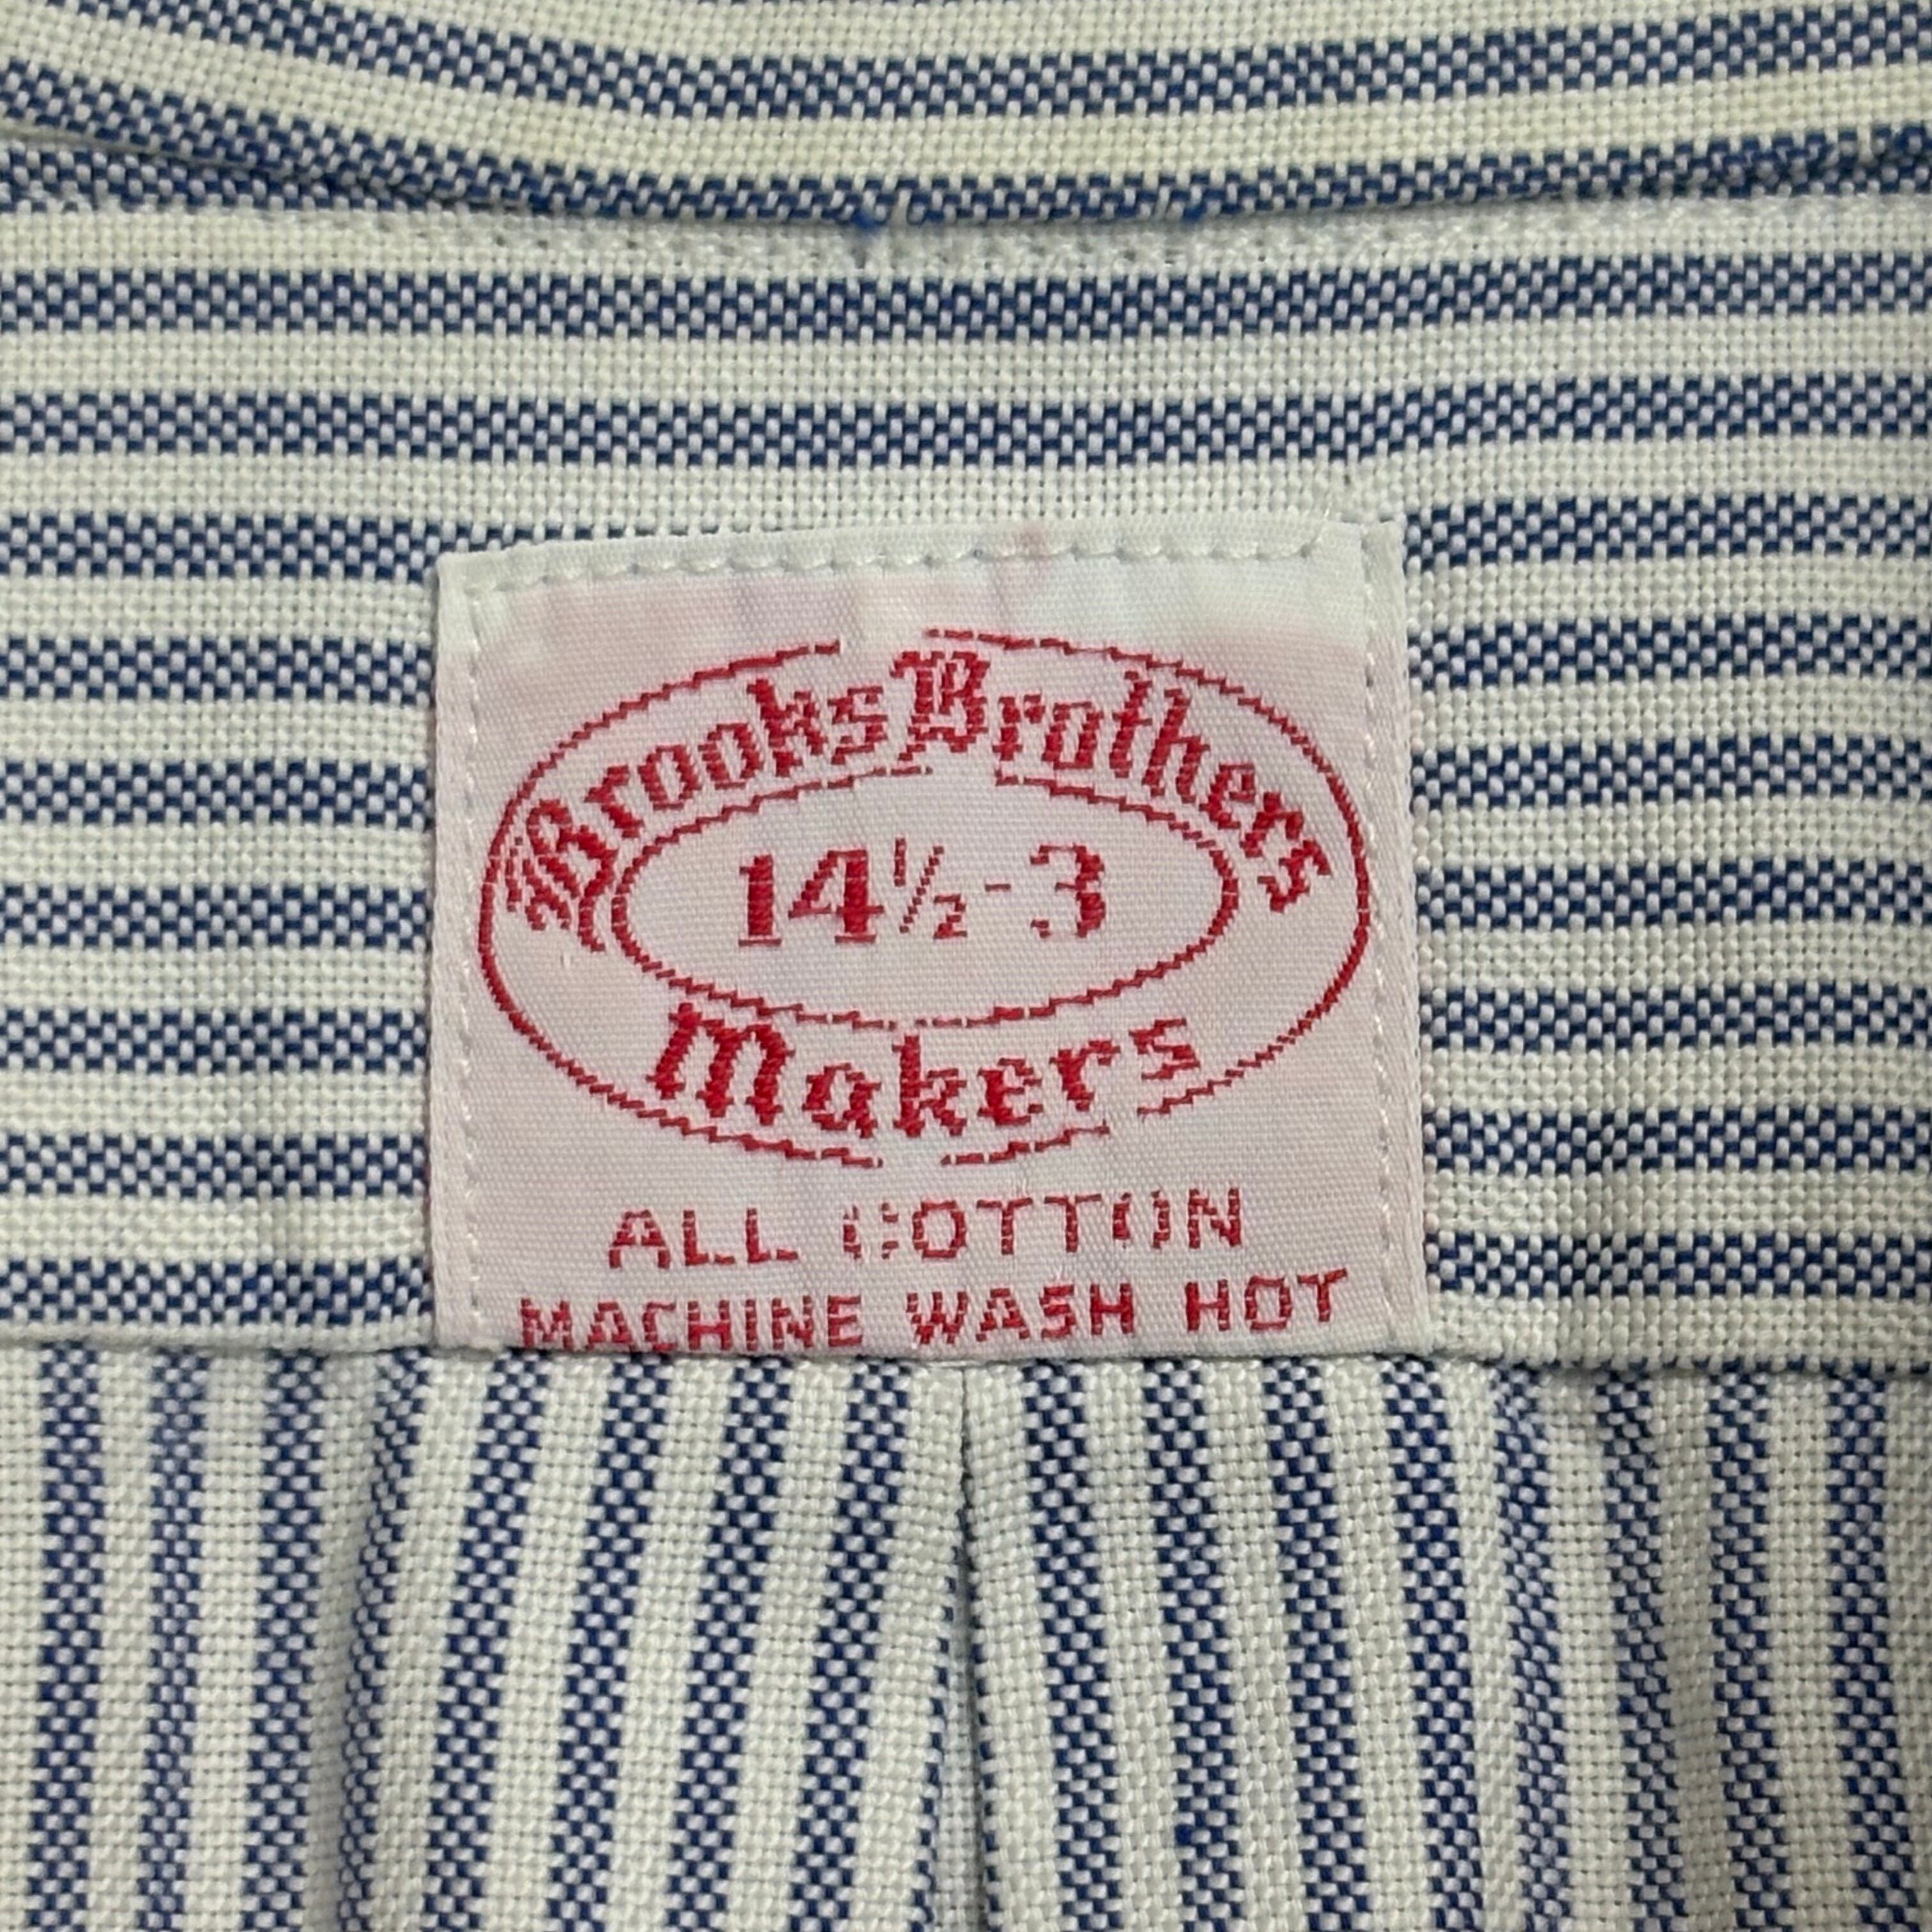 Brooks Brothers
14½-3
Makers
ALL COTTON
MACHINE WASH HOT